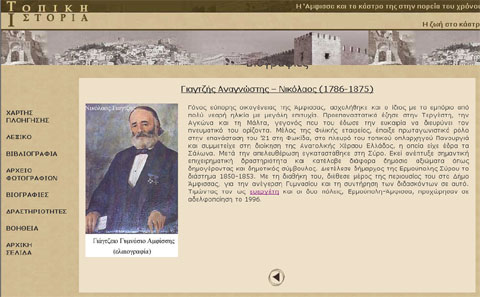 ΤΟΠΙΚΗ
ΙΣΤΟΡΙΑ
Η Άμφισσα και το κάστρο της στην πορεία του χρόνου
Η ζωή στο κάστρο
ΧΑΡΤΗΣ
ΠΛΟΗΓΗΣΗΣ
ΛΕΞΙΚΟ
ΒΙΒΛΙΟΓΡΑΦΙΑ
ΑΡΧΕΙΟ
ΦΩΤΟΓΡΑΦΙΩΝ
ΒΙΟΓΡΑΦΙΕΣ
ΔΡΑΣΤΗΡΙΟΤΗΤΕΣ
ΒΟΗΘΕΙΑ
ΑΡΧΙΚΗ
ΣΕΛΙΔΑ
Γιαγτζής Αναγνώστης – Νικόλαος (1786-1875)
Νικόλαος Γιαγτζής
Γιάγτζειο Γυμνάσιο Αμφίσσης
(ελαιογραφία)
Γόνος εύπορης οικογένειας της Άμφισσας, ασχολήθηκε και ο ίδιος με το εμπόριο από
πολύ νεαρή ηλικία με μεγάλη επιτυχία. Προεπαναστατικά έζησε στην Τεργέστη, την
Αγκώνα και τη Μάλτα, γεγονός που του έδωσε την ευκαιρία να διευρύνει τον
πνευματικό του ορίζοντα. Μέλος της Φιλικής εταιρείας, έπαιξε πρωταγωνιστικό ρόλο
στην επανάσταση του '21 στη Φωκίδα, στο πλευρό του τοπικού οπλαρχηγού Πανουργιά
και συμμετείχε στη διοίκηση της Ανατολικής Χέρσου Ελλάδος, η οποία είχε έδρα τα
Σάλωνα. Μετά την απελευθέρωση εγκαταστάθηκε στη Σύρο. Εκεί ανέπτυξε σημαντική
επιχειρηματική δραστηριότητα και κατέλαβε διάφορα δημόσια αξιώματα όπως
δημογέροντας και δημοτικός σύμβουλος. Διετέλεσε δήμαρχος της Ερμούπολης Σύρου το
διάστημα 1850-1853. Με τη διαθήκη του, διέθεσε μέρος της περιουσίας του στο Δήμο
Άμφισσας, για την ανέγερση Γυμνασίου και τη συντήρηση των διδασκόντων σε αυτό.
Τιμώντας τον ως ευεργέτη και οι δυο πόλεις, Ερμούπολη-Άμφισσα, προχώρησαν σε
αδελφοποίηση το 1996.